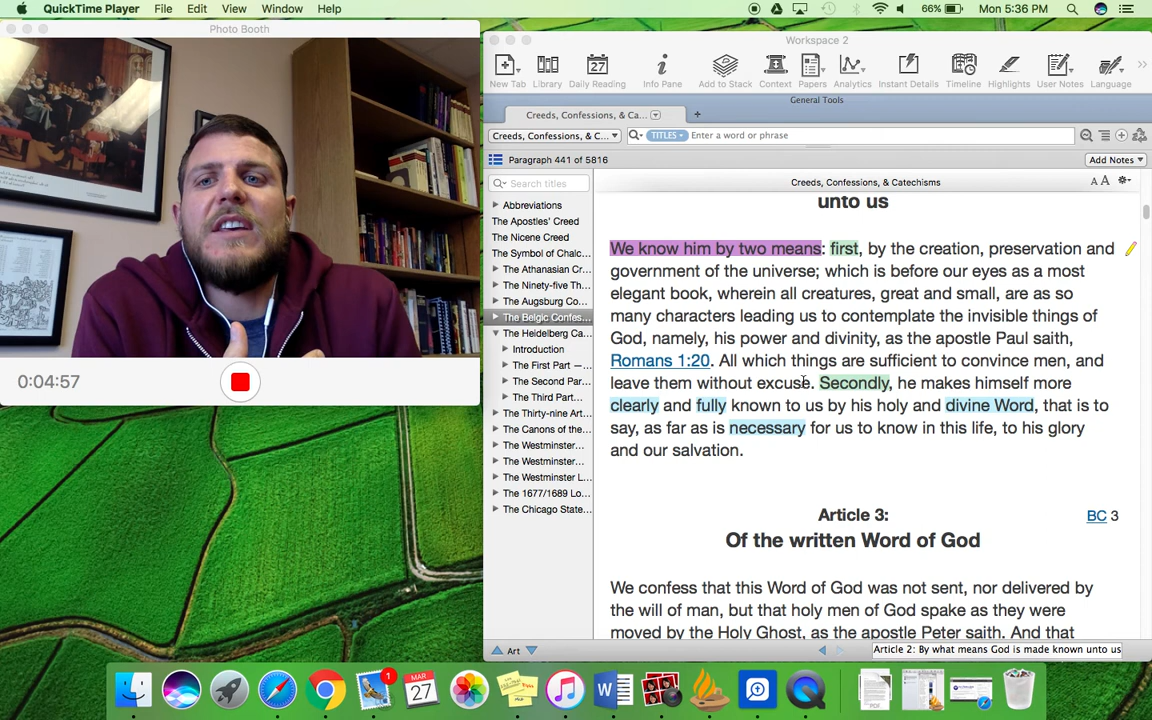 QuickTime Player File Edit View Window Help 66% Mon 5:36 PM
Photo Booth
Workspace 2
New Tab Library Daily Reading Info Pane Add to Stack Context Papers Analytics Instant Details Timeline Highlights User Notes Language
27
General Tools
Creeds, Confessions, & Ca...
Creeds, Confessions, & C... TITLES Enter a word or phrase
Paragraph 441 of 5816 Add Notes
Search titles
Creeds, Confessions, & Catechisms
A A
Abbreviations
The Apostles' Creed
The Nicene Creed
The Symbol of Chalc...
The Athanasian Cr...
The Ninety-five Th...
The Augsburg Co...
The Belgic Confes...
The Heidelberg Ca...
Introduction
The First Part —...
The Second Par...
The Third Part...
The Thirty-nine Art...
The Canons of the...
The Westminster...
The Westminster...
The Westminster L...
The 1677/1689 Lo...
The Chicago State...
unto us
We know him by two means: first, by the creation, preservation and
government of the universe; which is before our eyes as a most
elegant book, wherein all creatures, great and small, are as so
many characters leading us to contemplate the invisible things of
God, namely, his power and divinity, as the apostle Paul saith,
Romans 1:20. All which things are sufficient to convince men, and
leave them without excuse. Secondly, he makes himself more
clearly and fully known to us by his holy and divine Word, that is to
say, as far as is necessary for us to know in this life, to his glory
and our salvation.
Article 3: BC 3
Of the written Word of God
We confess that this Word of God was not sent, nor delivered by
the will of man, but that holy men of God spake as they were
moved by the Holy Ghost, as the apostle Peter saith. And that
Art Article 2: By what means God is made known unto us
0:04:57
1
MAR
27
W
PDF